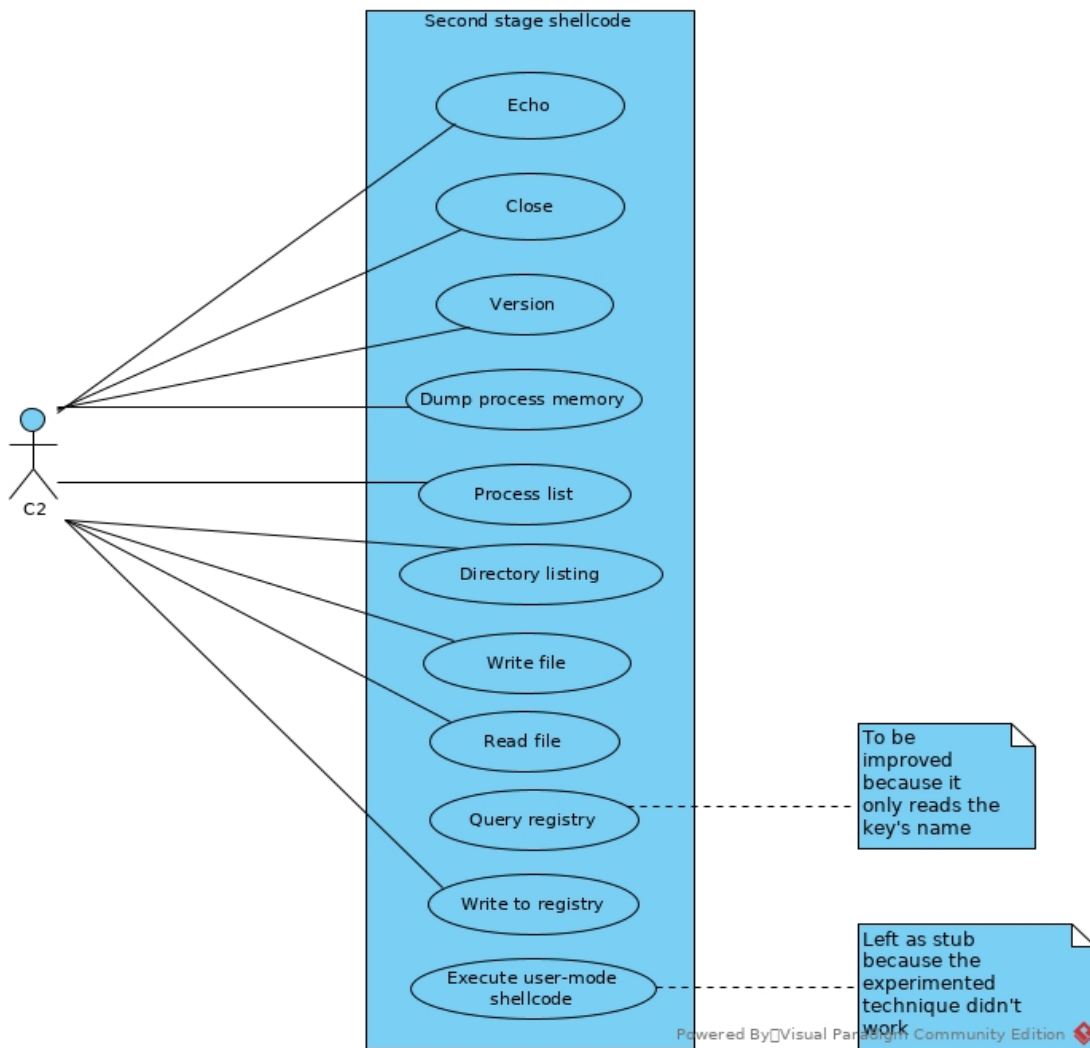 Second stage shellcode
Echo
Close
Version
Dump process memory
C2
Process list
Directory listing
Write file
Read file
Query registry
To be
improved
because it
only reads the
key's name
Write to registry
Execute user-mode
shellcode
Left as stub
because the
experimented
technique didn't
work
Powered By Visual Paradigm Community Edition